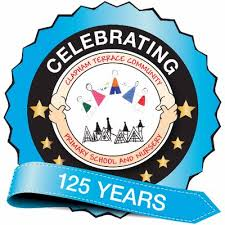 CELEBRATING
CLAPHAM TERRACE COMMUNITY
PRIMARY SCHOOL AND NURSERY
125 YEARS